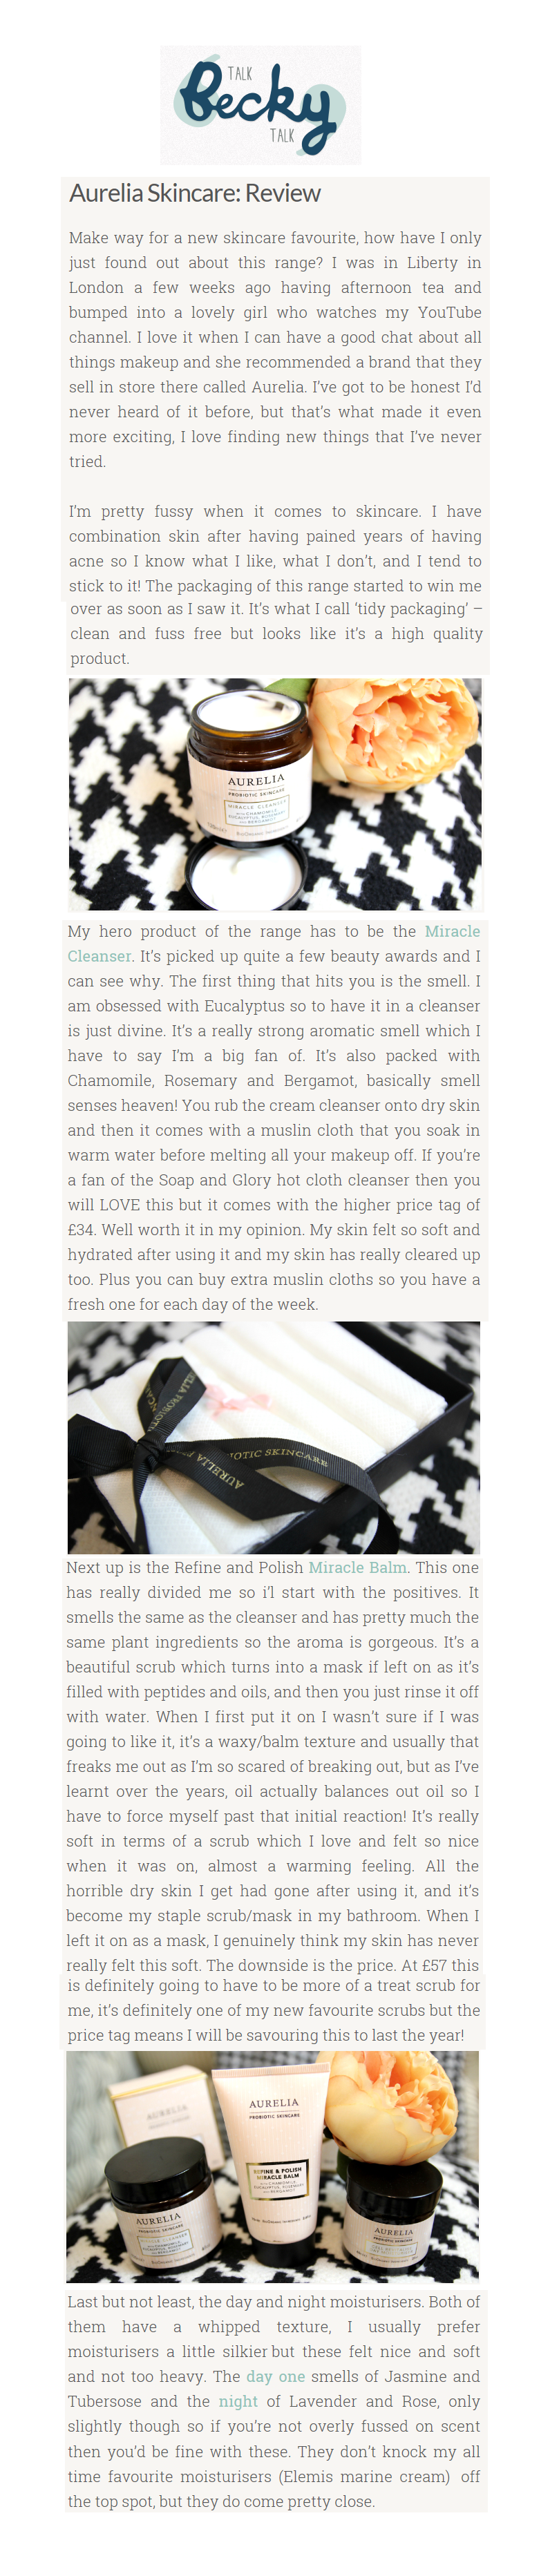 TALK
Becky
TALK
Aurelia Skincare: Review
Make way for a new skincare favourite, how have I only
just found out about this range? I was in Liberty in
London a few weeks ago having afternoon tea and
bumped into a lovely girl who watches my YouTube
channel. I love it when I can have a good chat about all
things makeup and she recommended a brand that they
sell in store there called Aurelia. I’ve got to be honest I’d
never heard of it before, but that’s what made it even
more exciting, I love finding new things that I’ve never
tried.
I’m pretty fussy when it comes to skincare. I have
combination skin after having pained years of having
acne so I know what I like, what I don’t, and I tend to
stick to it! The packaging of this range started to win me
over as soon as I saw it. It’s what I call ‘tidy packaging’ –
clean and fuss free but looks like it’s a high quality
product.
AURELIA
PROBIOTIC SKINCARE
MIRACLE CLEANSER
with CHAMOMILE,
EUCALYPTUS, ROSEMARY
and BERGAMOT
My hero product of the range has to be the Miracle
Cleanser. It’s picked up quite a few beauty awards and I
can see why. The first thing that hits you is the smell. I
am obsessed with Eucalyptus so to have it in a cleanser
is just divine. It’s a really strong aromatic smell which I
have to say I’m a big fan of. It’s also packed with
Chamomile, Rosemary and Bergamot, basically smell
senses heaven! You rub the cream cleanser onto dry skin
and then it comes with a muslin cloth that you soak in
warm water before melting all your makeup off. If you’re
a fan of the Soap and Glory hot cloth cleanser then you
will LOVE this but it comes with the higher price tag of
£34. Well worth it in my opinion. My skin felt so soft and
hydrated after using it and my skin has really cleared up
too. Plus you can buy extra muslin cloths so you have a
fresh one for each day of the week.
AURELIA PROBIOTIC SKINCARE
Next up is the Refine and Polish Miracle Balm. This one
has really divided me so i’l start with the positives. It
smells the same as the cleanser and has pretty much the
same plant ingredients so the aroma is gorgeous. It’s a
beautiful scrub which turns into a mask if left on as it’s
filled with peptides and oils, and then you just rinse it off
with water. When I first put it on I wasn’t sure if I was
going to like it, it’s a waxy/balm texture and usually that
freaks me out as I’m so scared of breaking out, but as I’ve
learnt over the years, oil actually balances out oil so I
have to force myself past that initial reaction! It’s really
soft in terms of a scrub which I love and felt so nice
when it was on, almost a warming feeling. All the
horrible dry skin I get had gone after using it, and it’s
become my staple scrub/mask in my bathroom. When I
left it on as a mask, I genuinely think my skin has never
really felt this soft. The downside is the price. At £57 this
is definitely going to have to be more of a treat scrub for
me, it’s definitely one of my new favourite scrubs but the
price tag means I will be savouring this to last the year!
AURELIA
AURELIA
PROBIOTIC SKINCARE
REFINE & POLISH
MIRACLE BALM
AURELIA
PROBIOTIC SKINCARE
AURELIA
Last but not least, the day and night moisturisers. Both of
them have a whipped texture, I usually prefer
moisturisers a little silkier but these felt nice and soft
and not too heavy. The day one smells of Jasmine and
Tubersose and the night of Lavender and Rose, only
slightly though so if you’re not overly fussed on scent
then you’d be fine with these. They don’t knock my all
time favourite moisturisers (Elemis marine cream) off
the top spot, but they do come pretty close.